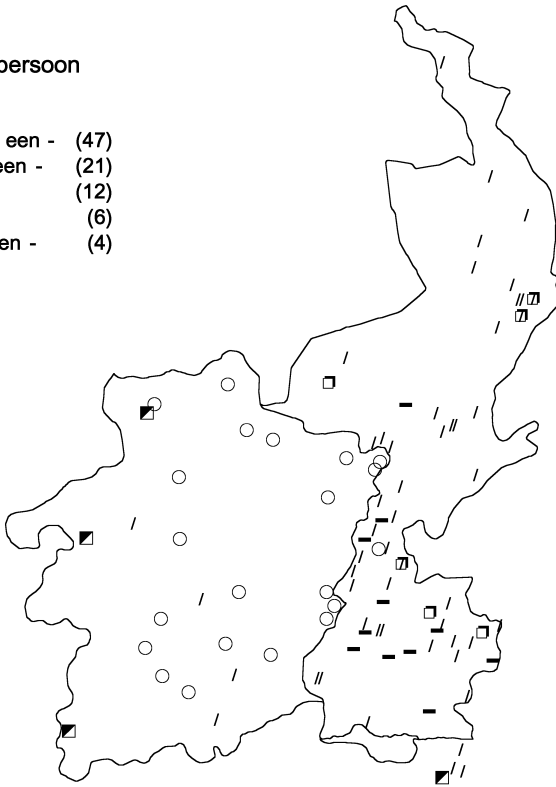 persoon
een - (47)
een - (21)
(12)
(6)
en - (4)